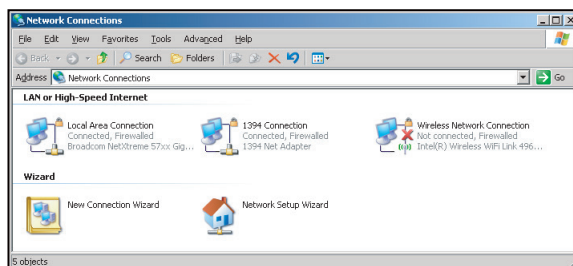 Network Connections
File Edit View Favorites Tools Advanced Help
Back Search Folders
Address Network Connections Go
LAN or High-Speed Internet
Local Area Connection
Connected, Firewalled
Broadcom NetXtreme 57xx Gig...
1394 Connection
Connected, Firewalled
1394 Net Adapter
Wireless Network Connection
Not connected, Firewalled
Intel(R) Wireless WiFi Link 496...
Wizard
New Connection Wizard
Network Setup Wizard
5 objects